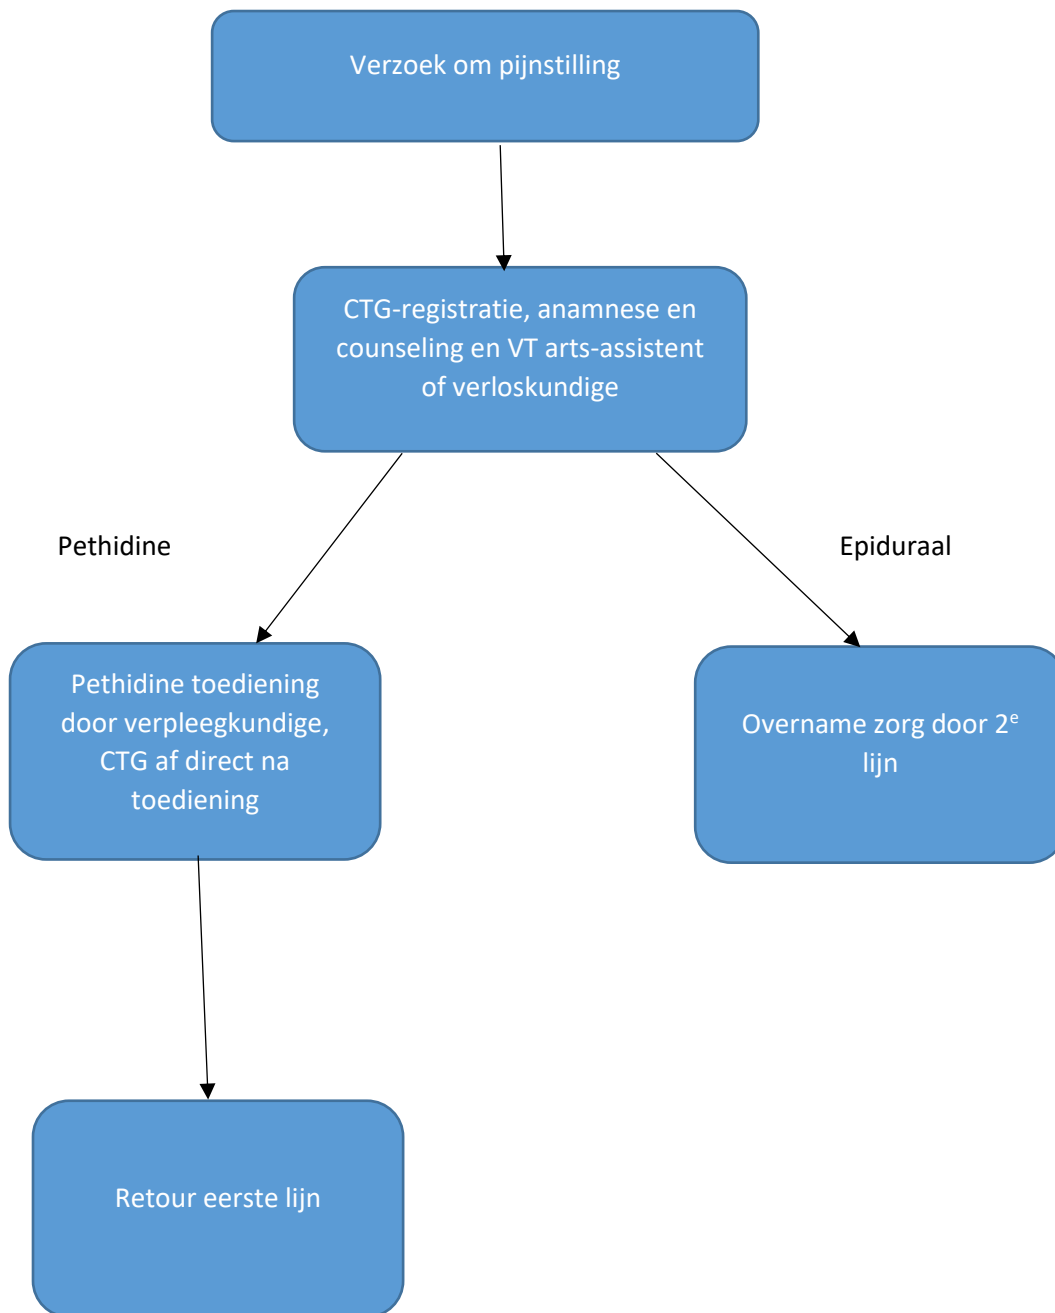 Verzoek om pijnstilling
CTG-registratie, anamnese en
counseling en VT arts-assistent
of verloskundige
Pethidine
Epiduraal
Pethidine toediening
door verpleegkundige,
CTG af direct na
toediening
Overname zorg door 2e
lijn
Retour eerste lijn